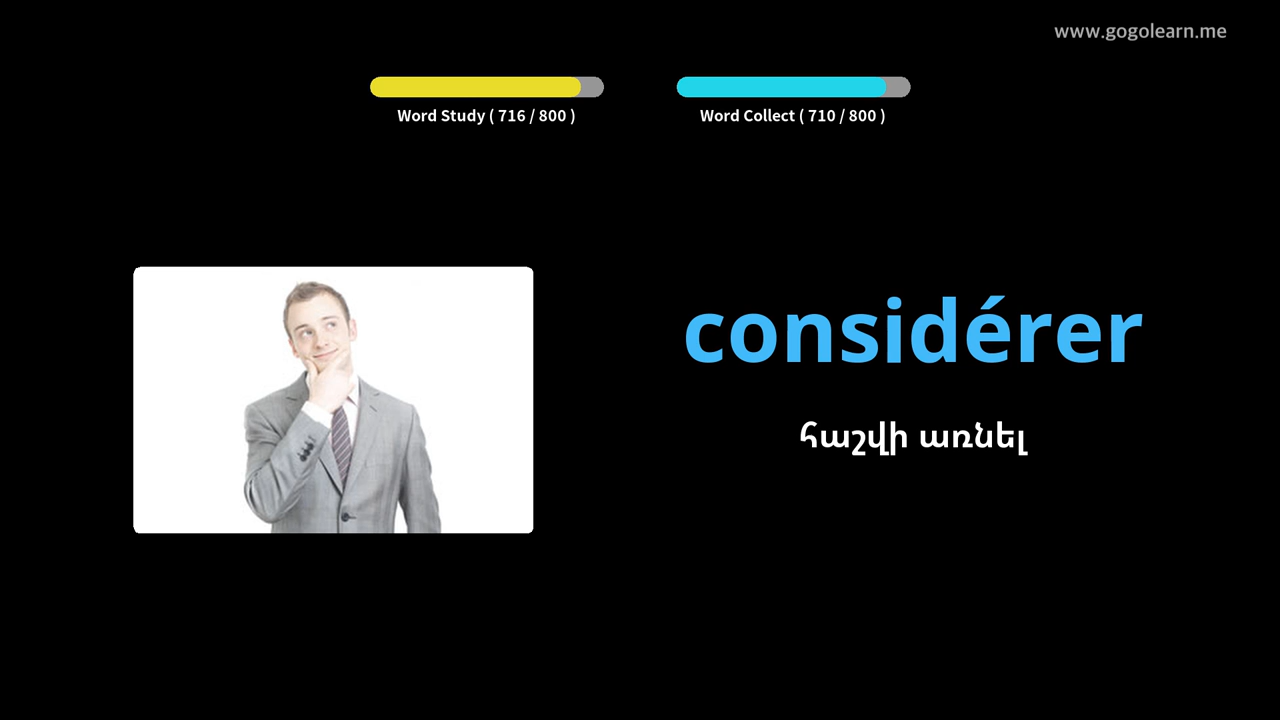 www.gogolearn.me
Word Study ( 716 / 800 )
Word Collect ( 710 / 800 )
considérer
հաշվի առնել